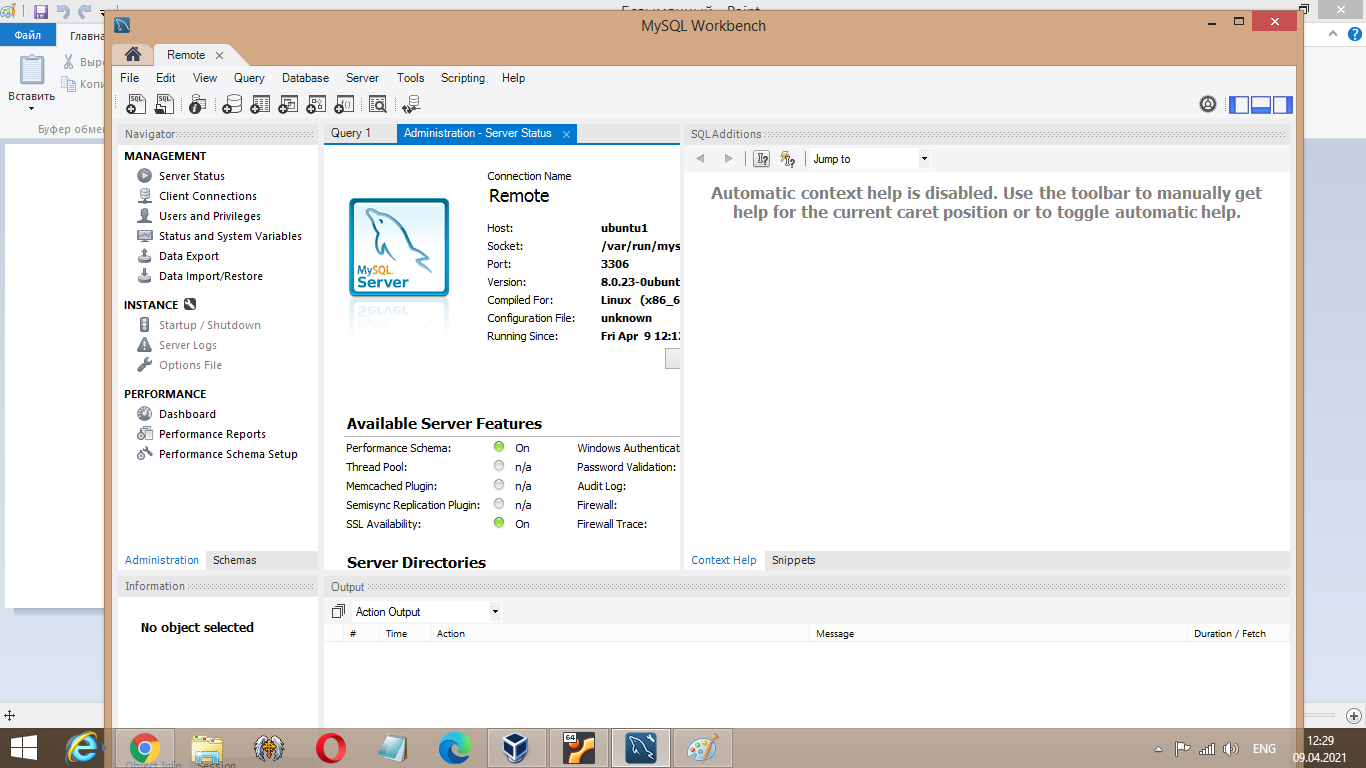 MySQL Workbench
Файл
Главна
Remote
File Edit View Query Database Server Tools Scripting Help
Вставить
Буфер обмен
Navigator
Query 1
Administration - Server Status
SQLAdditions
MANAGEMENT
Server Status
Client Connections
Users and Privileges
Status and System Variables
Data Export
Data Import/Restore
INSTANCE
Startup / Shutdown
Server Logs
Options File
PERFORMANCE
Dashboard
Performance Reports
Performance Schema Setup
Administration Schemas
Connection Name
Remote
MySQL
Server
Host: ubuntu1
Socket: /var/run/mys
Port: 3306
Version: 8.0.23-0ubunt
Compiled For: Linux (x86_6
Configuration File: unknown
Running Since: Fri Apr 9 12:12
Available Server Features
Performance Schema: On Windows Authenticat
Thread Pool: n/a Password Validation:
Memcached Plugin: n/a Audit Log:
Semisync Replication Plugin: n/a Firewall:
SSL Availability: On Firewall Trace:
Server Directories
Jump to
Automatic context help is disabled. Use the toolbar to manually get
help for the current caret position or to toggle automatic help.
Context Help Snippets
Information
No object selected
Output
Action Output
# Time Action Message Duration / Fetch
Object Info Session
64
ENG
12:29
09.04.2021